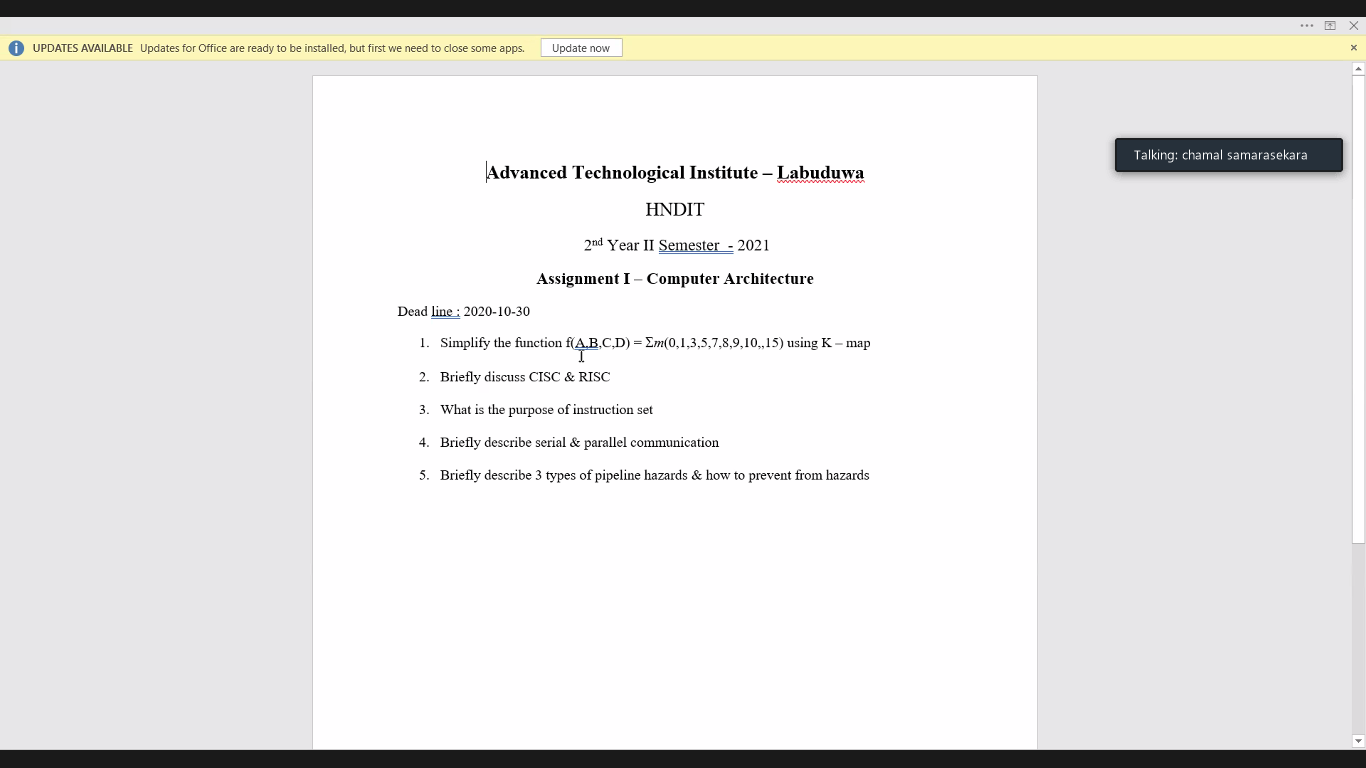 UPDATES AVAILABLE Updates for Office are ready to be installed, but first we need to close some apps. Update now
Talking: chamal samarasekara
Advanced Technological Institute – Labuduwa
HNDIT
2nd Year II Semester - 2021
Assignment I – Computer Architecture
Dead line : 2020-10-30
1. Simplify the function f(A,B,C,D) = Σm(0,1,3,5,7,8,9,10,,15) using K – map
2. Briefly discuss CISC & RISC
3. What is the purpose of instruction set
4. Briefly describe serial & parallel communication
5. Briefly describe 3 types of pipeline hazards & how to prevent from hazards